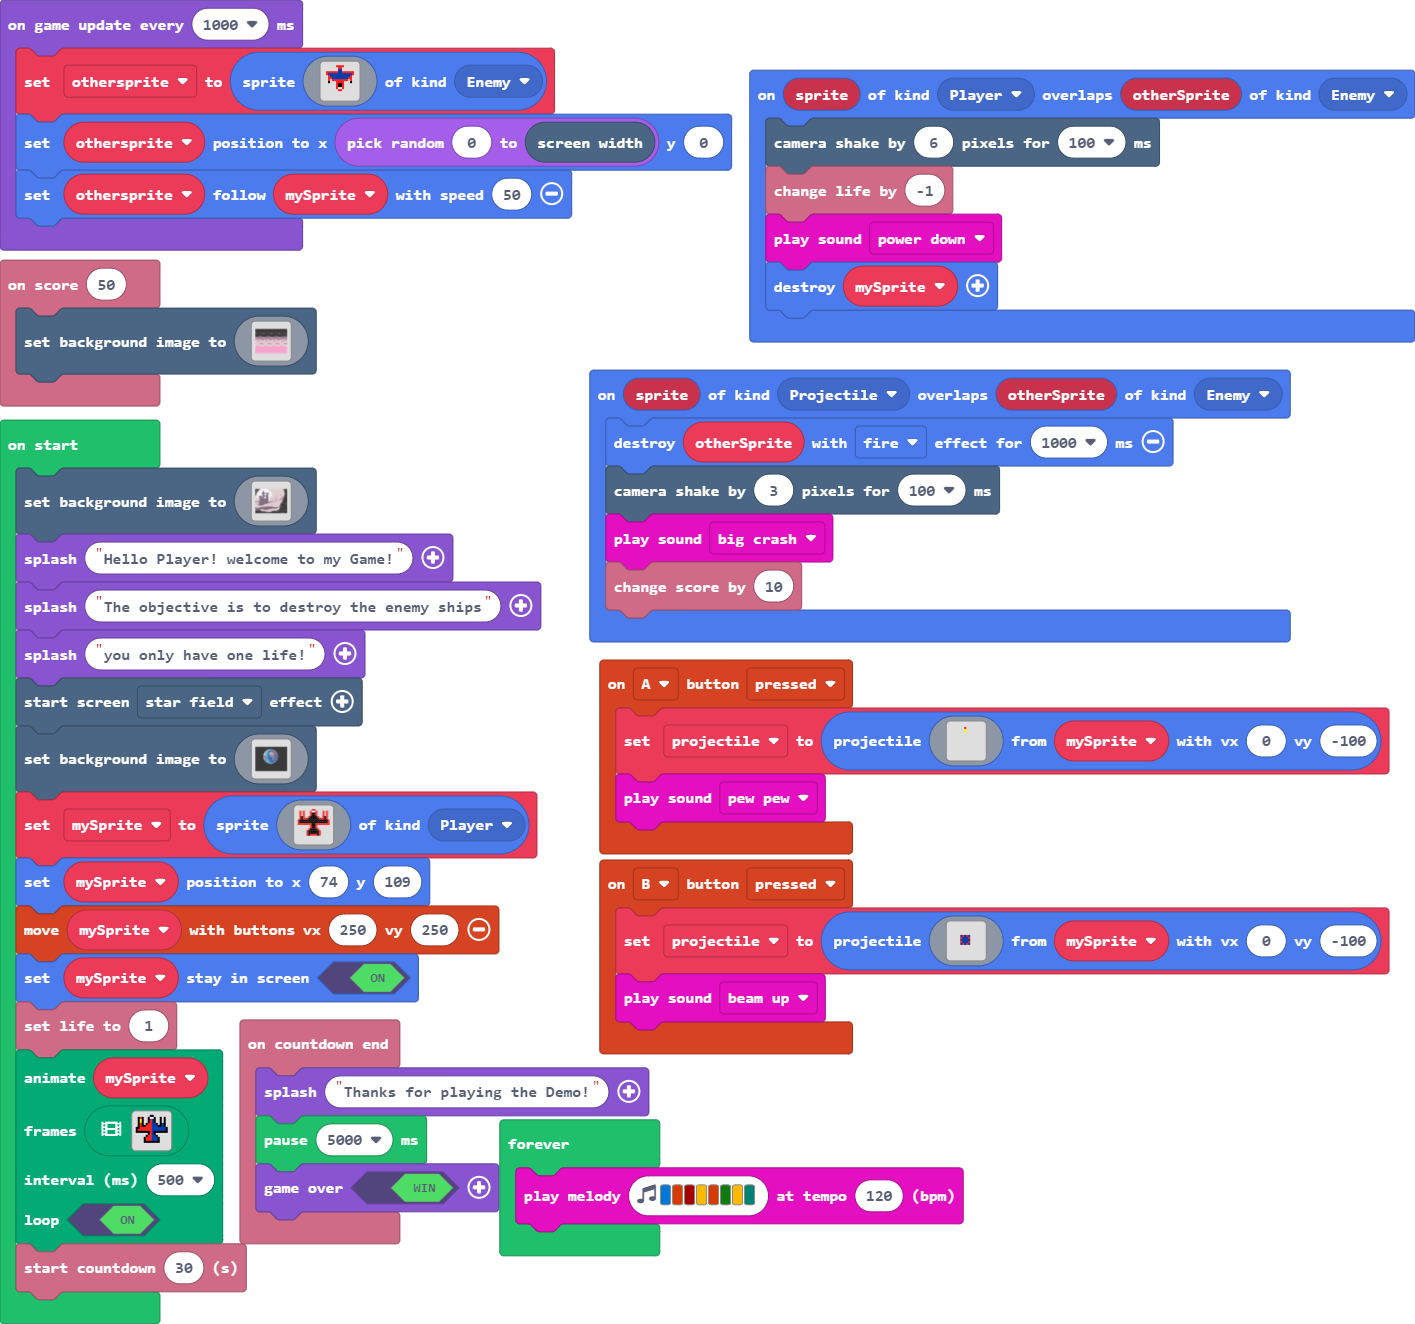 on game update every 1000 ms
set othersprite to sprite of kind Enemy
set othersprite position to x pick random 0 to screen width y 0
set othersprite follow mySprite with speed 50
on score 50
set background image to
on start
set background image to
splash "Hello Player! welcome to my Game!"
splash "The objective is to destroy the enemy ships"
splash "you only have one life!"
start screen star field effect
set background image to
set mySprite to sprite of kind Player
set mySprite position to x 74 y 109
move mySprite with buttons vx 250 vy 250
set mySprite stay in screen ON
set life to 1
animate mySprite
frames
interval (ms) 500
loop ON
start countdown 30 (s)
on countdown end
splash "Thanks for playing the Demo!"
pause 5000 ms
game over WIN
forever
play melody at tempo 120 (bpm)
on sprite of kind Player overlaps otherSprite of kind Enemy
camera shake by 6 pixels for 100 ms
change life by -1
play sound power down
destroy mySprite
on sprite of kind Projectile overlaps otherSprite of kind Enemy
destroy otherSprite with fire effect for 1000 ms
camera shake by 3 pixels for 100 ms
play sound big crash
change score by 10
on A button pressed
set projectile to projectile from mySprite with vx 0 vy -100
play sound pew pew
on B button pressed
set projectile to projectile from mySprite with vx 0 vy -100
play sound beam up